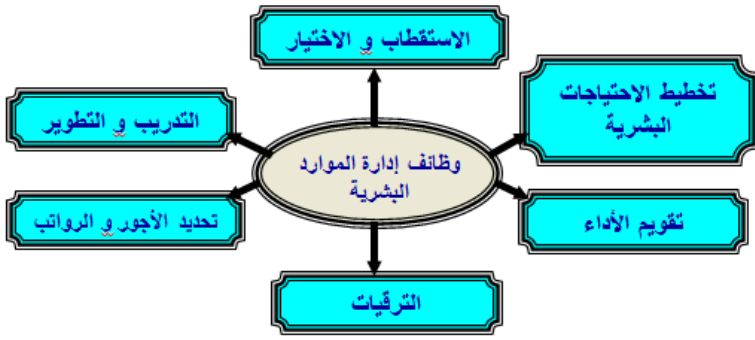 الاستقطاب و الاختيار
تخطيط الاحتياجات
البشرية
التدريب و التطوير
وظائف إدارة الموارد
البشرية
تقويم الأداء
تحديد الأجور و الرواتب
الترقيات